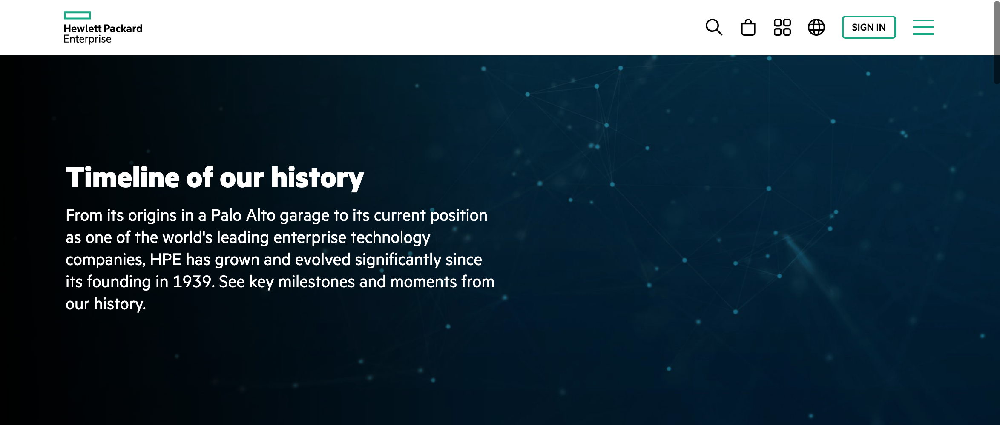 Hewlett Packard
Enterprise
SIGN IN
Timeline of our history
From its origins in a Palo Alto garage to its current position
as one of the world's leading enterprise technology
companies, HPE has grown and evolved significantly since
its founding in 1939. See key milestones and moments from
our history.